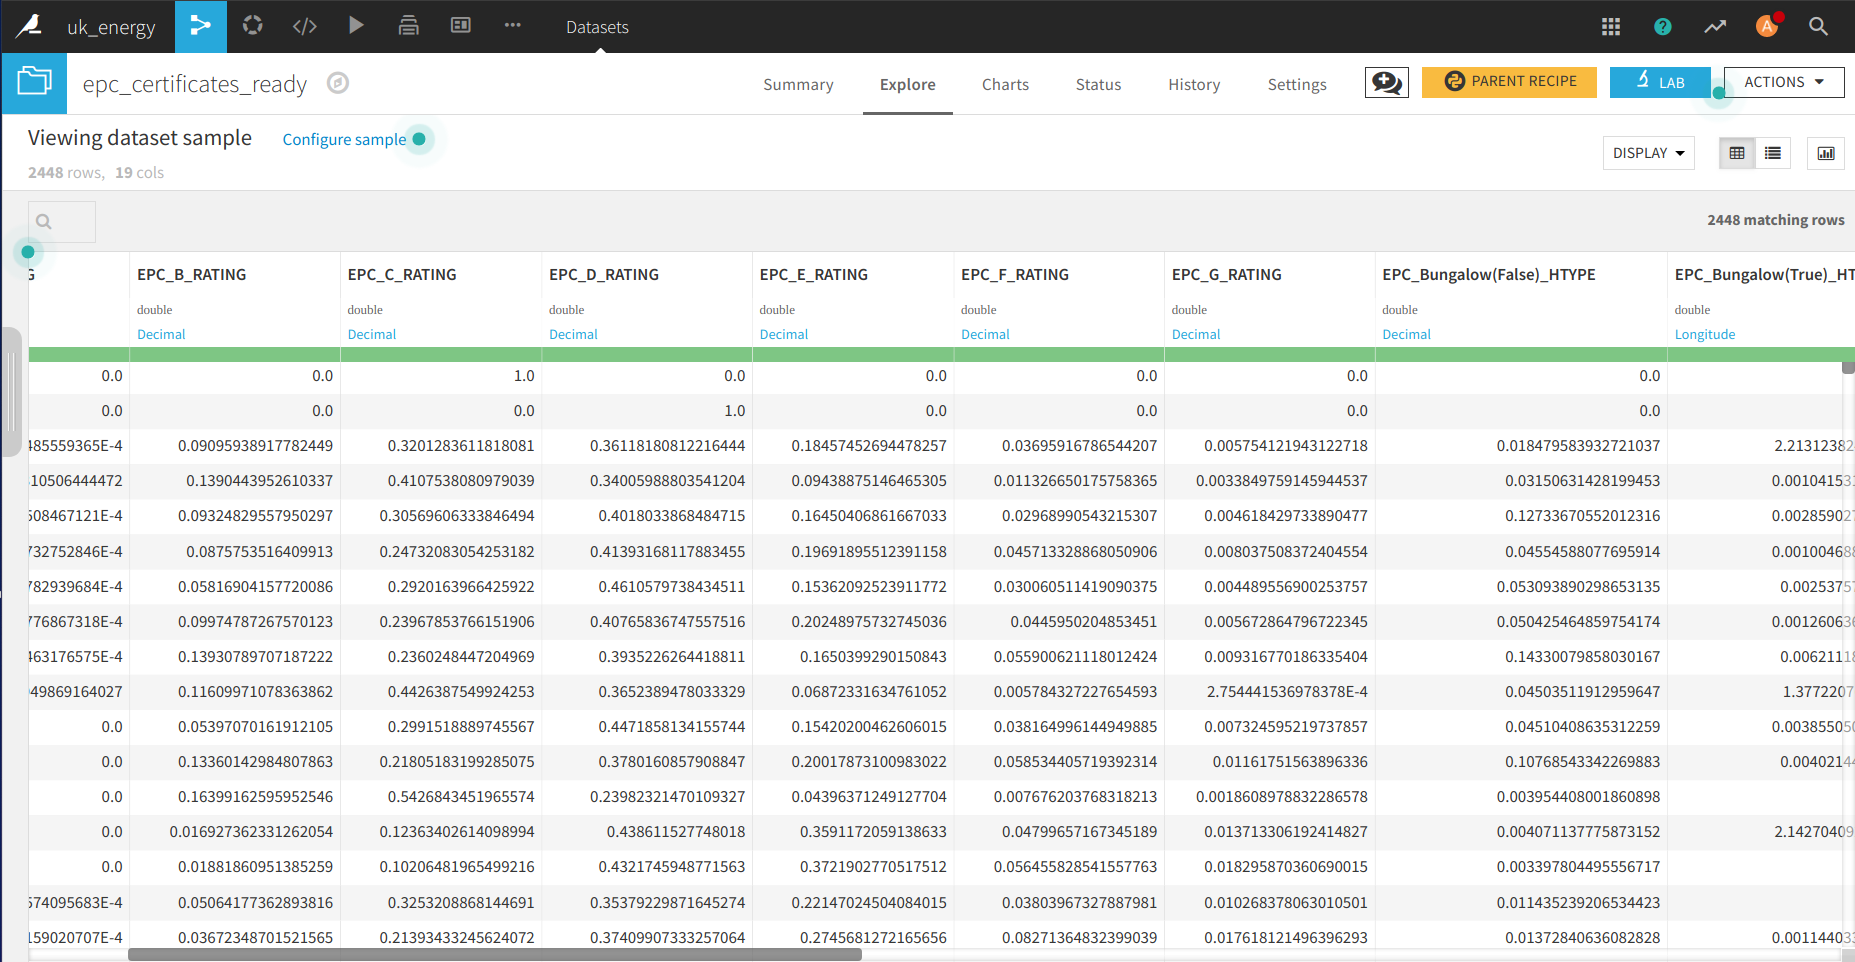 uk_energy Datasets ? A
epc_certificates_ready Summary Explore Charts Status History Settings PARENT RECIPE LAB ACTIONS
Viewing dataset sample Configure sample
2448 rows, 19 cols DISPLAY
2448 matching rows
G EPC_B_RATING EPC_C_RATING EPC_D_RATING EPC_E_RATING EPC_F_RATING EPC_G_RATING EPC_Bungalow(False)_HTYPE EPC_Bungalow(True)_HT
double double double double double double double double
Decimal Decimal Decimal Decimal Decimal Decimal Decimal Longitude
0.0 0.0 1.0 0.0 0.0 0.0 0.0 0.0
0.0 0.0 0.0 1.0 0.0 0.0 0.0 0.0
485559365E-4 0.09095938917782449 0.3201283611818081 0.36118180812216444 0.18457452694478257 0.03695916786544207 0.005754121943122718 0.018479583932721037 2.21312382
10506444472 0.1390443952610337 0.4107538080979039 0.34005988803541204 0.09438875146465305 0.011326650175758365 0.0033849759145944537 0.03150631428199453 0.00104153
508467121E-4 0.09324829557950297 0.30569606333846494 0.4018033868484715 0.16450406861667033 0.02968990543215307 0.004618429733890477 0.12733670552012316 0.00285902
732752846E-4 0.0875753516409913 0.24732083054253182 0.41393168117883455 0.19691895512391158 0.045713328868050906 0.008037508372404554 0.04554588077695914 0.00100468
782939684E-4 0.05816904157720086 0.2920163966425922 0.4610579738434511 0.15362092523911772 0.030060511419090375 0.004489556900253757 0.053093890298653135 0.0025375
776867318E-4 0.09974787267570123 0.23967853766151906 0.40765836747557516 0.20248975732745036 0.0445950204853451 0.005672864796722345 0.050425464859754174 0.00126063
463176575E-4 0.13930789707187222 0.2360248447204969 0.3935226264418811 0.1650399290150843 0.055900621118012424 0.009316770186335404 0.14330079858030167 0.0062111
949869164027 0.11609971078363862 0.4426387549924253 0.3652389478033329 0.06872331634761052 0.005784327227654593 2.754441536978378E-4 0.04503511912959647 1.3772207
0.0 0.05397070161912105 0.2991518889745567 0.4471858134155744 0.15420200462606015 0.038164996144949885 0.007324595219737857 0.04510408635312259 0.00385505
0.0 0.13360142984807863 0.21805183199285075 0.3780160857908847 0.20017873100983022 0.058534405719392314 0.01161751563896336 0.10768543342269883 0.0040214
0.0 0.16399162595952546 0.5426843451965574 0.23982321470109327 0.04396371249127704 0.007676203768318213 0.0018608978832286578 0.003954408001860898
0.0 0.016927362331262054 0.12363402614098994 0.438611527748018 0.3591172059138633 0.04799657167345189 0.013713306192414827 0.004071137775873152 2.1427040
0.0 0.01881860951385259 0.10206481965499216 0.4321745948771563 0.3721902770517512 0.056455828541557763 0.018295870360690015 0.0033978044955567​17
574095683E-4 0.05064177362893816 0.3253208868144691 0.35379229871645274 0.22147024504084015 0.03803967327887981 0.010268378063010501 0.011435239206534423
159020707E-4 0.03672348701521565 0.21393433245624072 0.37409907333257064 0.2745681272165656 0.08271364832399039 0.017618121496396293 0.01372840636082828 0.00114403